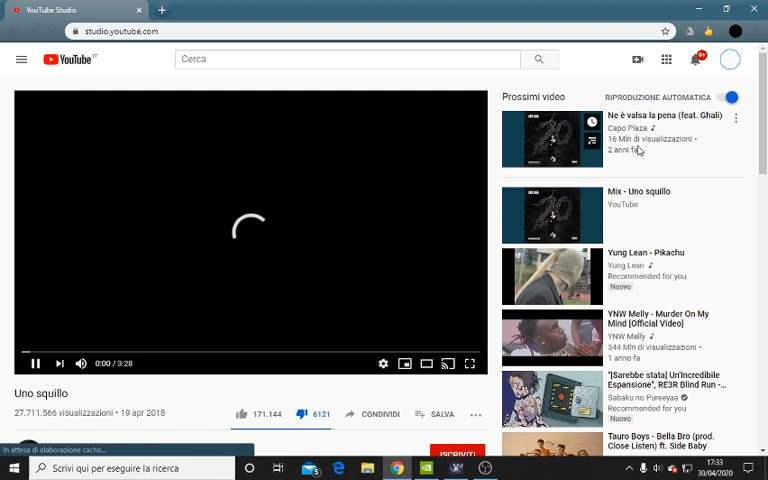 YouTube Studio
studio.youtube.com
YouTube IT
Cerca
9+
Prossimi video
RIPRODUZIONE AUTOMATICA
Ne è valsa la pena (feat. Ghali)
Capo Plaza
16 Mln di visualizzazioni •
2 anni fa
Mix - Uno squillo
YouTube
Yung Lean - Pikachu
Yung Lean
Recommended for you
Nuovo
YNW Melly - Murder On My
Mind [Official Video]
YNW Melly
344 Mln di visualizzazioni •
1 anno fa
"[Sarebbe stata] Un'Incredibile
Espansione", RE3R Blind Run -...
Sabaku no Pureeyaa
Recommended for you
Nuovo
Tauro Boys - Bella Bro (prod.
Close Listen) ft. Side Baby
0:00 / 3:28
Uno squillo
27.711.566 visualizzazioni • 19 apr 2018
171.144
6121
CONDIVIDI
SALVA
ISCRIVITI
In attesa di elaborazione cache...
Scrivi qui per eseguire la ricerca
5
17:33
30/04/2020